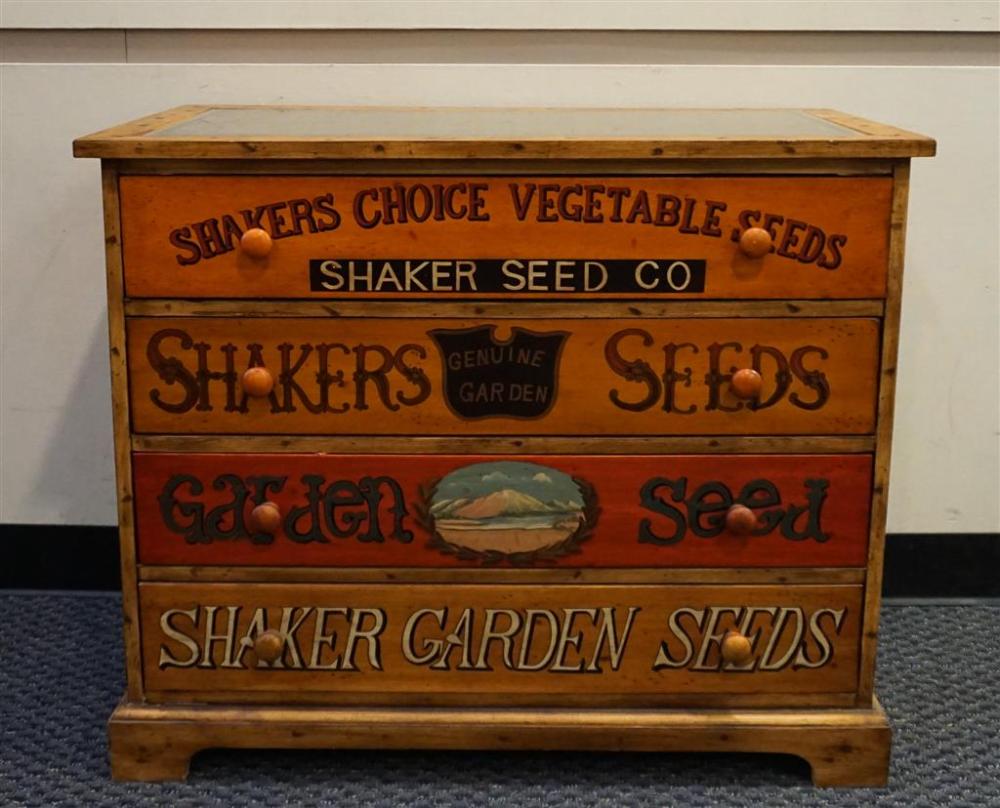 SHAKERS CHOICE VEGETABLE SEEDS
SHAKER SEED CO
SHAKERS GENUINE GARDEN SEEDS
Garden Seed
SHAKER GARDEN SEEDS